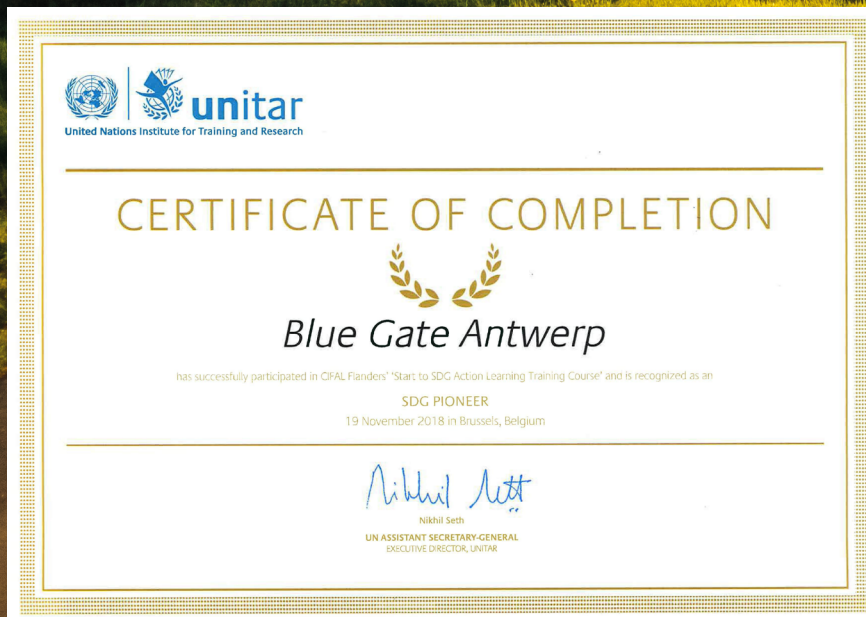 unitar
United Nations Institute for Training and Research
CERTIFICATE OF COMPLETION
Blue Gate Antwerp
has successfully participated in CIFAL Flanders' 'Start to SDG Action Learning Training Course' and is recognized as an
SDG PIONEER
19 November 2018 in Brussels, Belgium
Nikhil Seth
Nikhil Seth
UN ASSISTANT SECRETARY-GENERAL
EXECUTIVE DIRECTOR, UNITAR